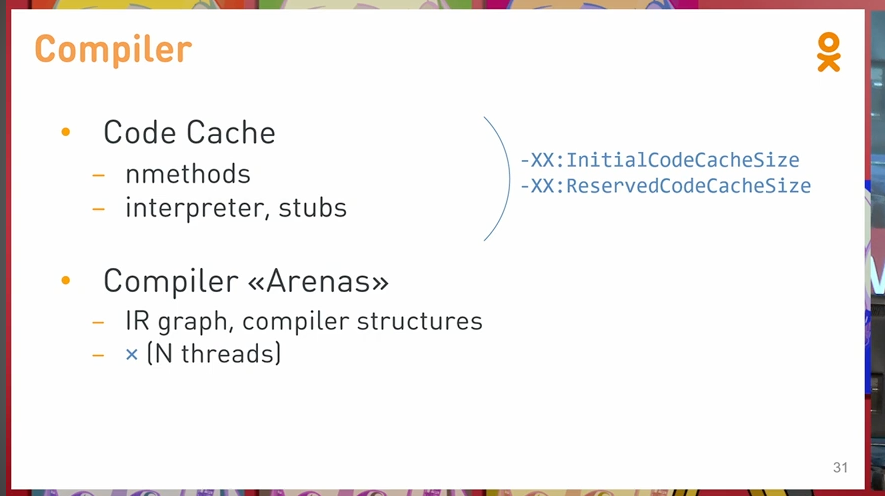 Compiler
• Code Cache
– nmethods
– interpreter, stubs
-XX:InitialCodeCacheSize
-XX:ReservedCodeCacheSize
• Compiler «Arenas»
– IR graph, compiler structures
– × (N threads)
31